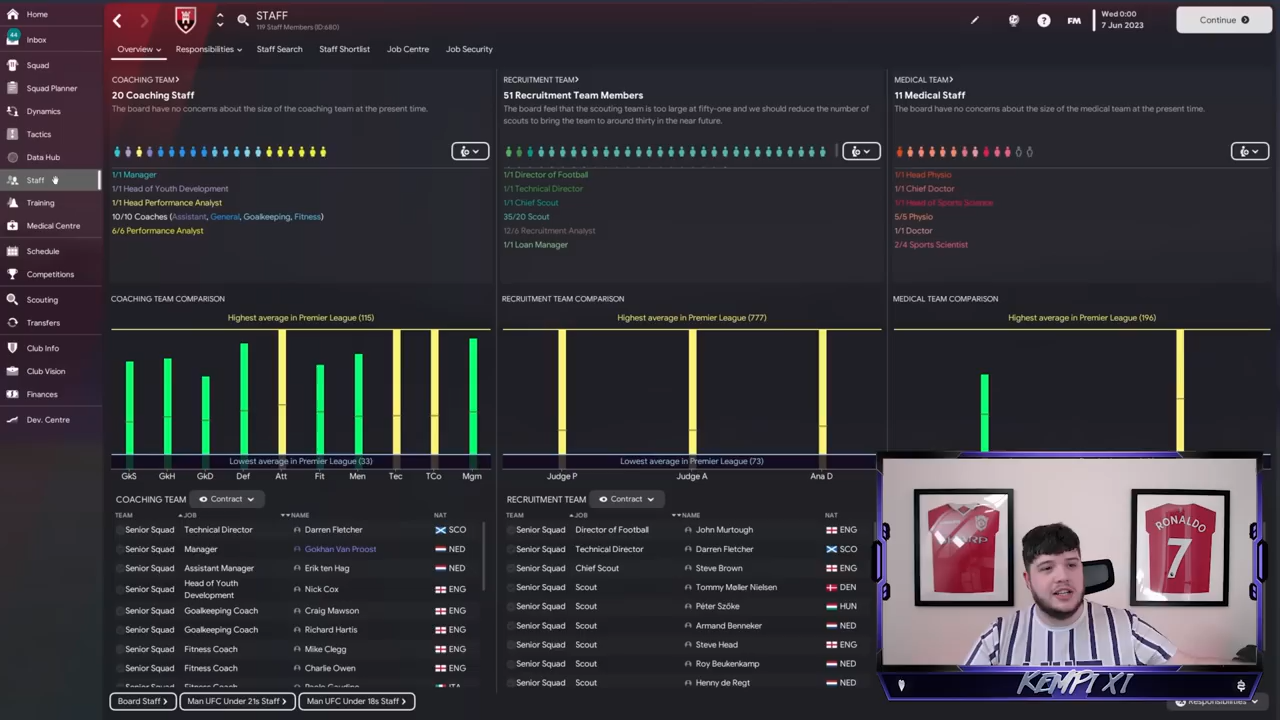 Home
Inbox
44
Squad
Squad Planner
Dynamics
Tactics
Data Hub
Staff
Training
Medical Centre
Schedule
Competitions
Scouting
Transfers
Club Info
Club Vision
Finances
Dev. Centre
STAFF
119 Staff Members (ID:680)
FM
Wed 0:00
7 Jun 2023
Continue
Overview
Responsibilities
Staff Search
Staff Shortlist
Job Centre
Job Security
COACHING TEAM
20 Coaching Staff
The board have no concerns about the size of the coaching team at the present time.
1/1 Manager
1/1 Head of Youth Development
1/1 Head Performance Analyst
10/10 Coaches (Assistant, General, Goalkeeping, Fitness)
6/6 Performance Analyst
COACHING TEAM COMPARISON
Highest average in Premier League (115)
Lowest average in Premier League (33)
GkS GkH GkD Def Att Fit Men Tec TCo Mgm
COACHING TEAM Contract
TEAM JOB NAME NAT
Senior Squad Technical Director Darren Fletcher SCO
Senior Squad Manager Gokhan Van Proost NED
Senior Squad Assistant Manager Erik ten Hag NED
Senior Squad Head of Youth Development Nick Cox ENG
Senior Squad Goalkeeping Coach Craig Mawson ENG
Senior Squad Goalkeeping Coach Richard Hartis ENG
Senior Squad Fitness Coach Mike Clegg ENG
Senior Squad Fitness Coach Charlie Owen ENG
Board Staff
Man UFC Under 21s Staff
Man UFC Under 18s Staff
RECRUITMENT TEAM
51 Recruitment Team Members
The board feel that the scouting team is too large at fifty-one and we should reduce the number of
scouts to bring the team to around thirty in the near future.
1/1 Director of Football
1/1 Technical Director
1/1 Chief Scout
35/20 Scout
12/6 Recruitment Analyst
1/1 Loan Manager
RECRUITMENT TEAM COMPARISON
Highest average in Premier League (777)
Lowest average in Premier League (73)
Judge P Judge A Ana D
RECRUITMENT TEAM Contract
TEAM JOB NAME NAT
Senior Squad Director of Football John Murtough ENG
Senior Squad Technical Director Darren Fletcher SCO
Senior Squad Chief Scout Steve Brown ENG
Senior Squad Scout Tommy Møller Nielsen DEN
Senior Squad Scout Péter Szőke HUN
Senior Squad Scout Armand Benneker NED
Senior Squad Scout Steve Head ENG
Senior Squad Scout Roy Beukenkamp NED
Senior Squad Scout Henny de Regt NED
MEDICAL TEAM
11 Medical Staff
The board have no concerns about the size of the medical team at the present time.
1/1 Head Physio
1/1 Chief Doctor
1/1 Head of Sports Science
5/5 Physio
1/1 Doctor
2/4 Sports Scientist
MEDICAL TEAM COMPARISON
Highest average in Premier League (196)
RONALDO
7
KEMPI XI
Responsibilities